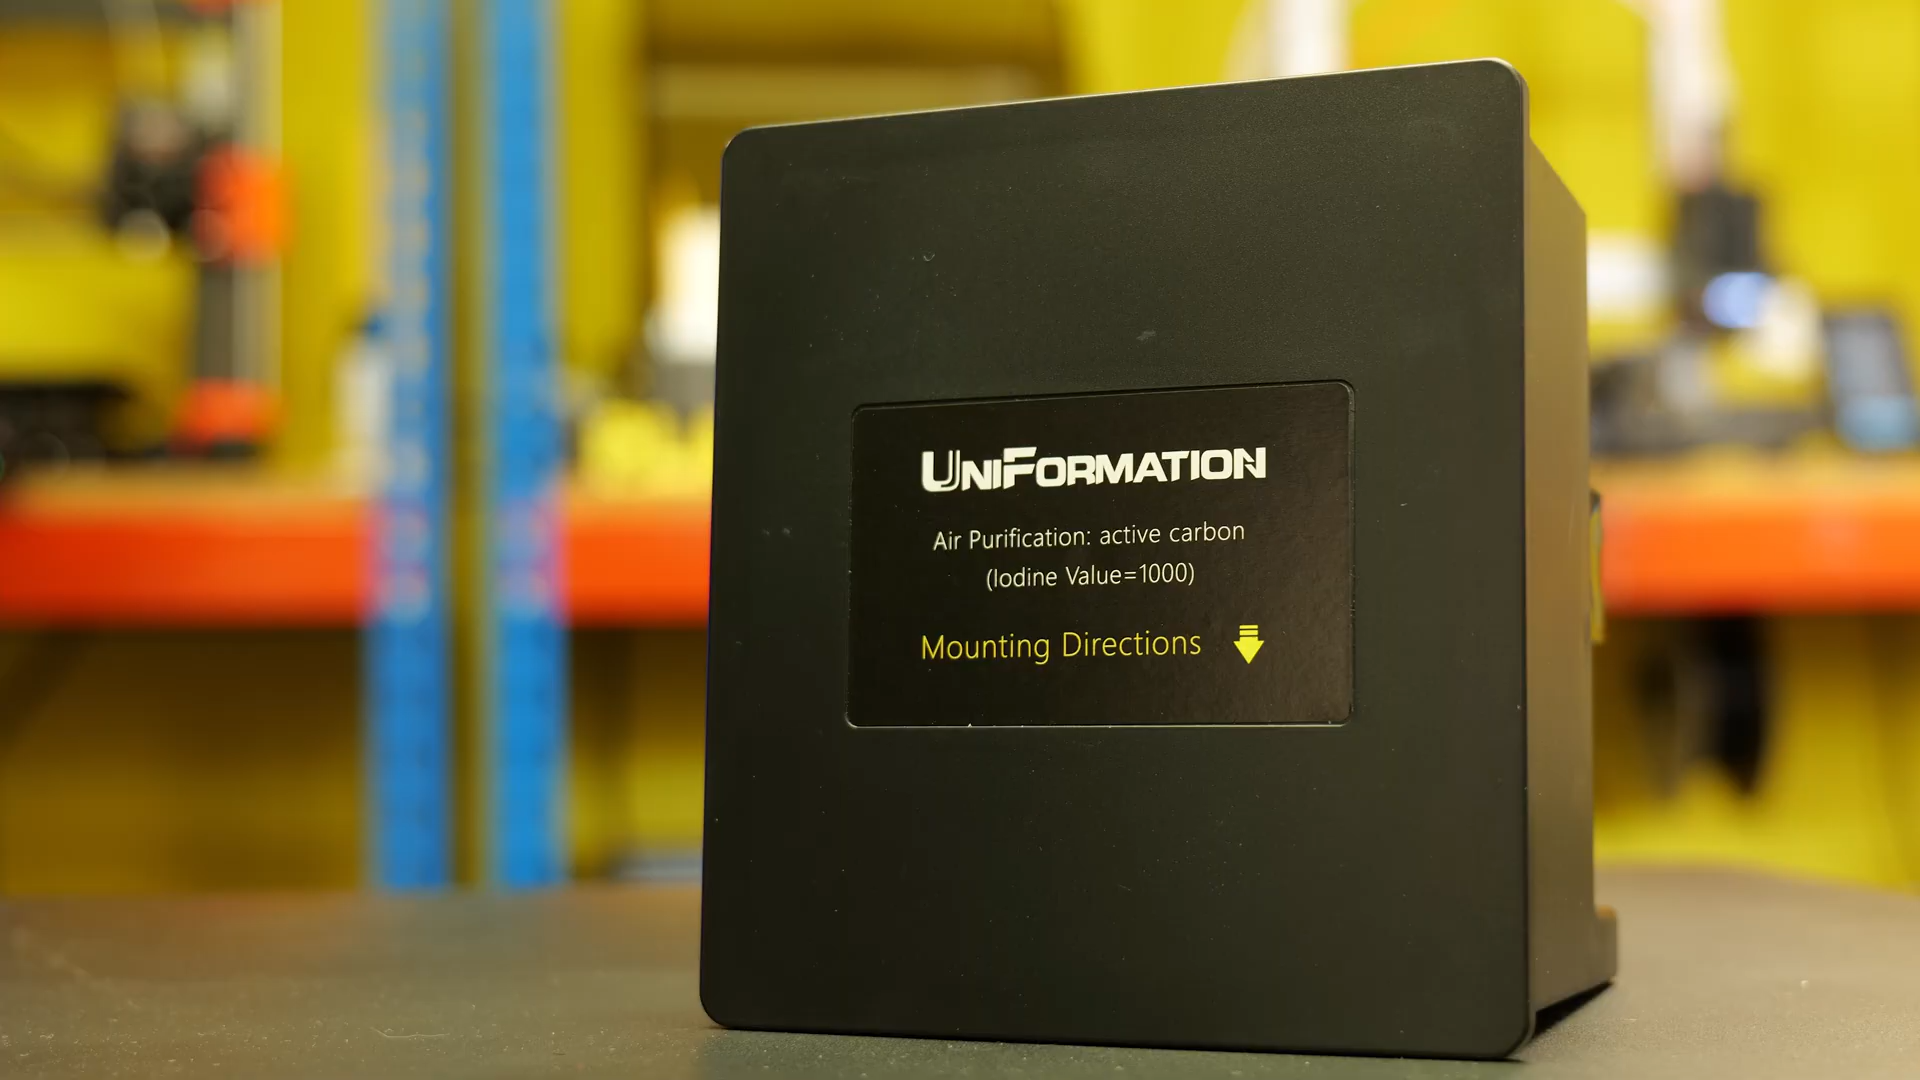 UNIFORMATION
Air Purification: active carbon
(Iodine Value=1000)
Mounting Directions